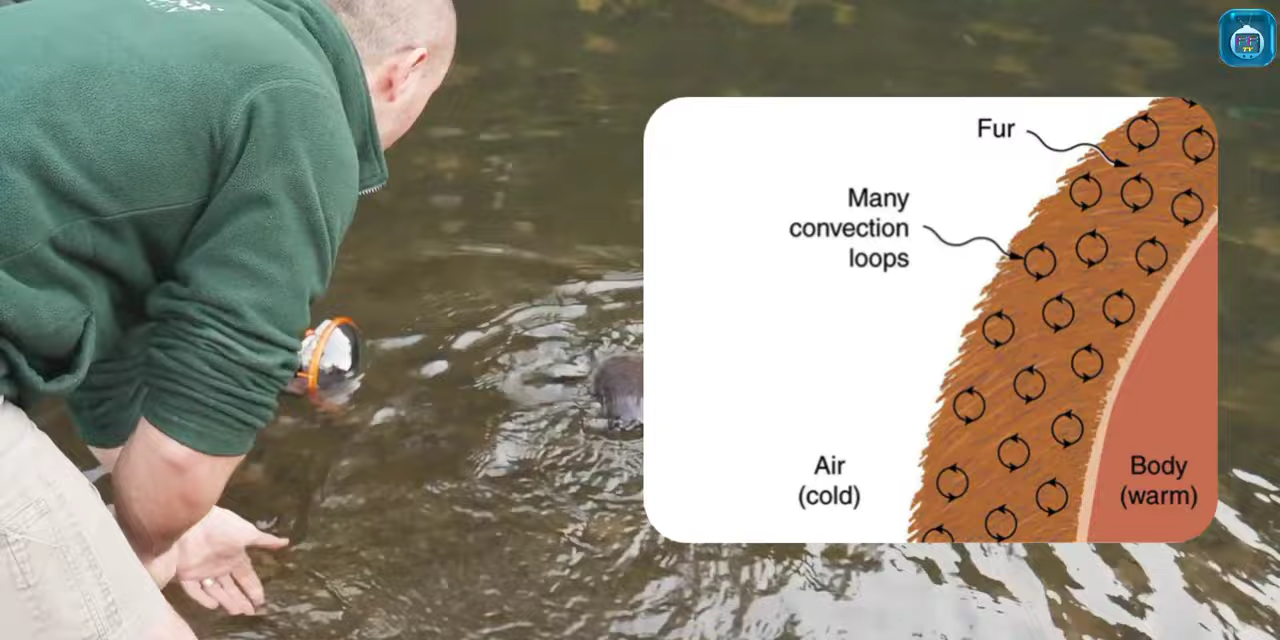 Fur
Many
convection
loops
Air
(cold)
Body
(warm)